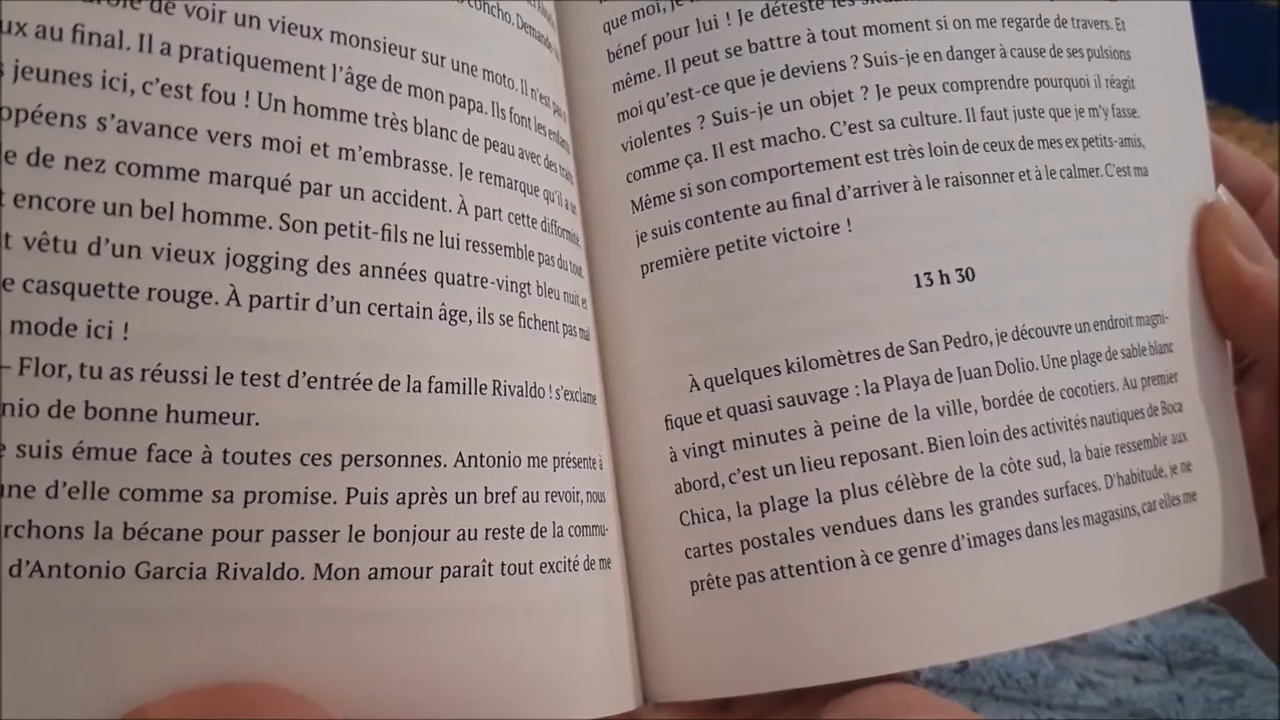 de voir un vieux monsieur sur une moto. Il n'est pas
ux au final. Il a pratiquement l'âge de mon papa. Ils font les enfants
jeunes ici, c'est fou ! Un homme très blanc de peau avec des traits
opéens s'avance vers moi et m'embrasse. Je remarque qu'il a un
e de nez comme marqué par un accident. À part cette difformité,
t encore un bel homme. Son petit-fils ne lui ressemble pas du tout.
t vêtu d'un vieux jogging des années quatre-vingt bleu nuit et
e casquette rouge. À partir d'un certain âge, ils se fichent pas mal
mode ici !
– Flor, tu as réussi le test d'entrée de la famille Rivaldo ! s'exclame
nio de bonne humeur.
e suis émue face à toutes ces personnes. Antonio me présente à
une d'elle comme sa promise. Puis après un bref au revoir, nous
rchons la bécane pour passer le bonjour au reste de la commu-
d'Antonio Garcia Rivaldo. Mon amour paraît tout excité de me
que moi, je
bénef pour lui ! Je déteste les
même. Il peut se battre à tout moment si on me regarde de travers. Et
moi qu'est-ce que je deviens ? Suis-je en danger à cause de ses pulsions
violentes ? Suis-je un objet ? Je peux comprendre pourquoi il réagit
comme ça. Il est macho. C'est sa culture. Il faut juste que je m'y fasse.
Même si son comportement est très loin de ceux de mes ex petits-amis,
je suis contente au final d'arriver à le raisonner et à le calmer. C'est ma
première petite victoire !
13 h 30
À quelques kilomètres de San Pedro, je découvre un endroit magni-
fique et quasi sauvage : la Playa de Juan Dolio. Une plage de sable blanc
à vingt minutes à peine de la ville, bordée de cocotiers. Au premier
abord, c'est un lieu reposant. Bien loin des activités nautiques de Boca
Chica, la plage la plus célèbre de la côte sud, la baie ressemble aux
cartes postales vendues dans les grandes surfaces. D'habitude, je ne
prête pas attention à ce genre d'images dans les magasins, car elles me